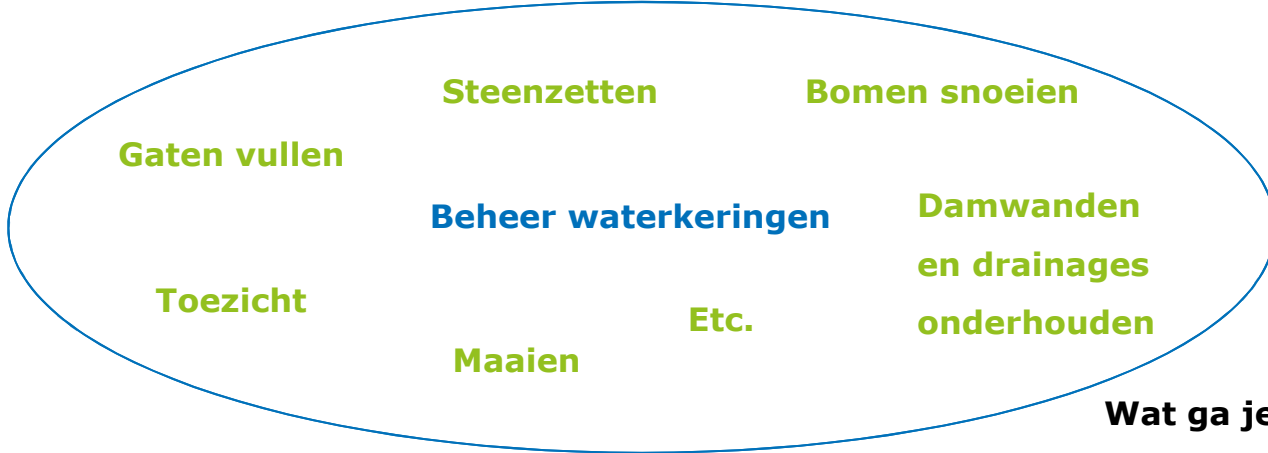 Steenzetten
Bomen snoeien
Gaten vullen
Beheer waterkeringen
Damwanden
en drainages
onderhouden
Toezicht
Etc.
Maaien
Wat ga je